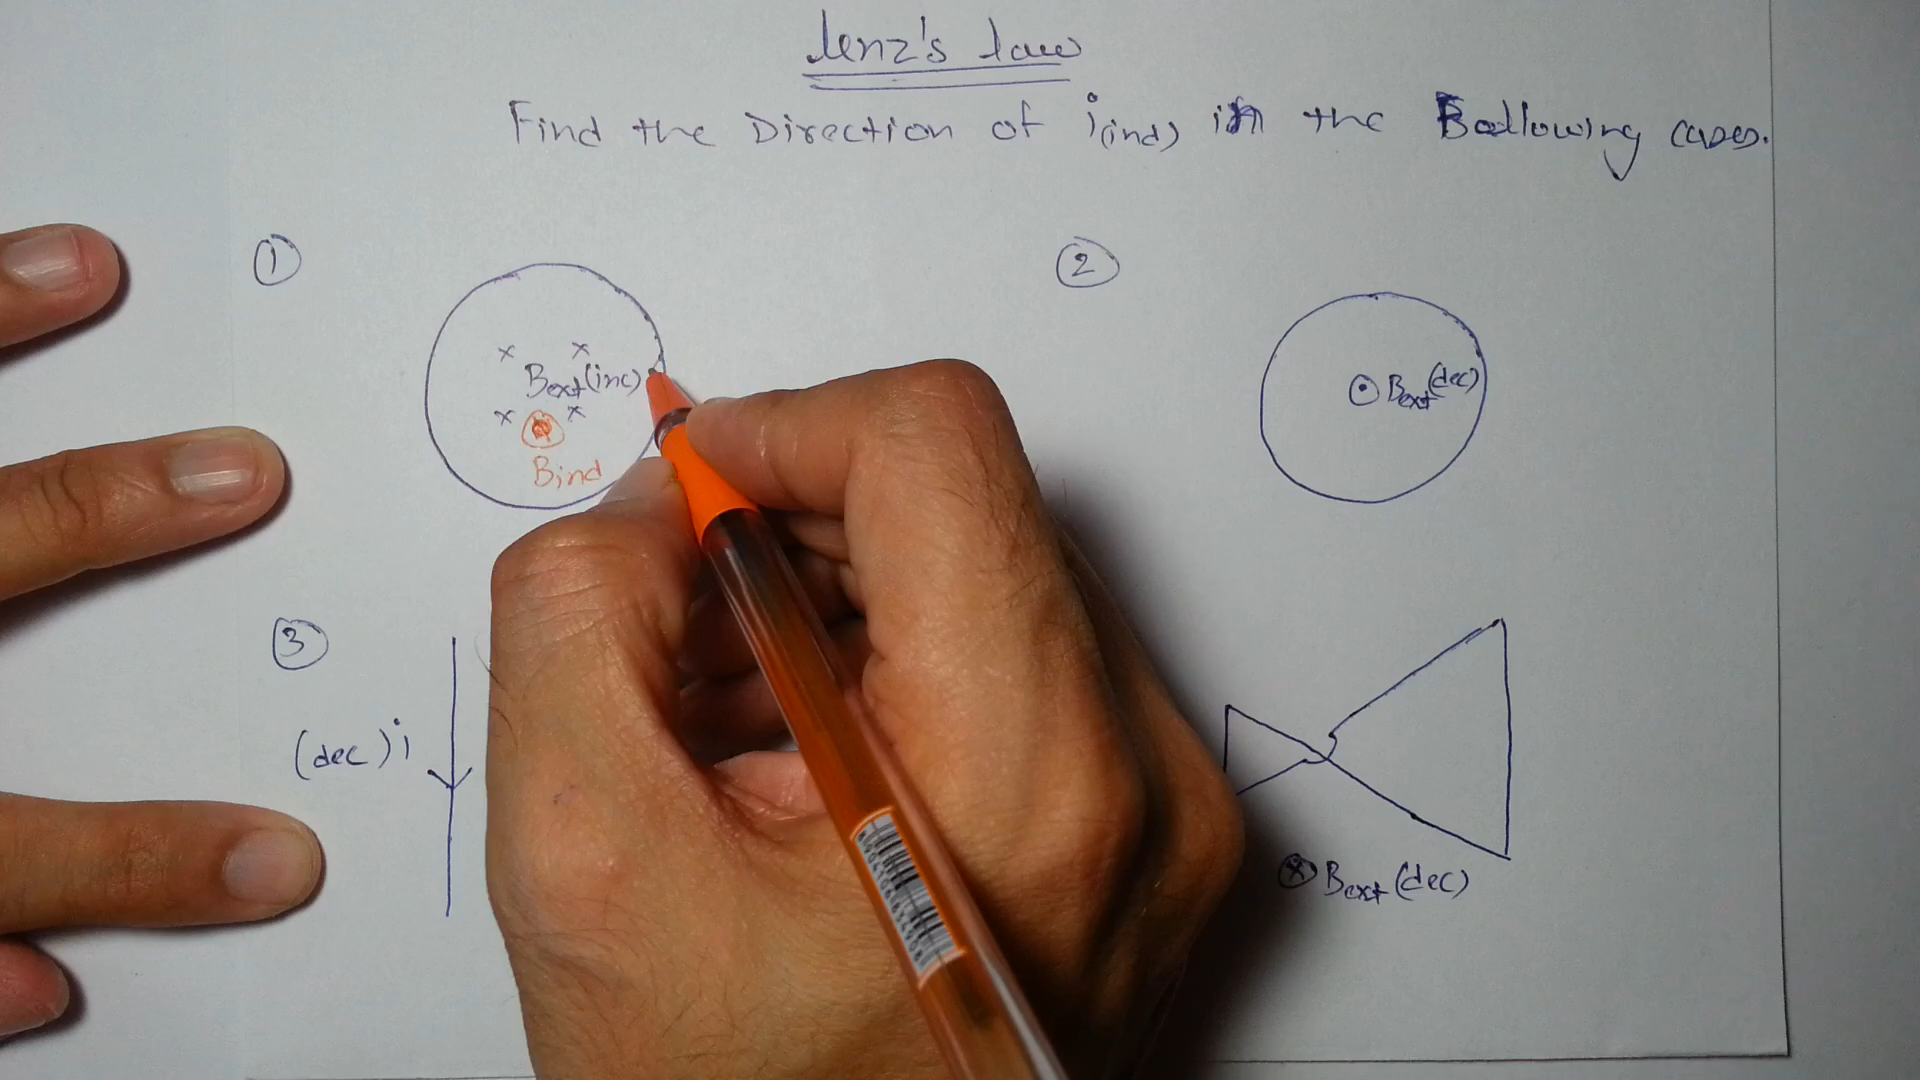 Lenz's law
Find the Direction of i(ind) in the Following cases.
1
2
x x
Bext(inc)
x x
Bind
Bext(dec)
3
(dec) i
x Bext(dec)